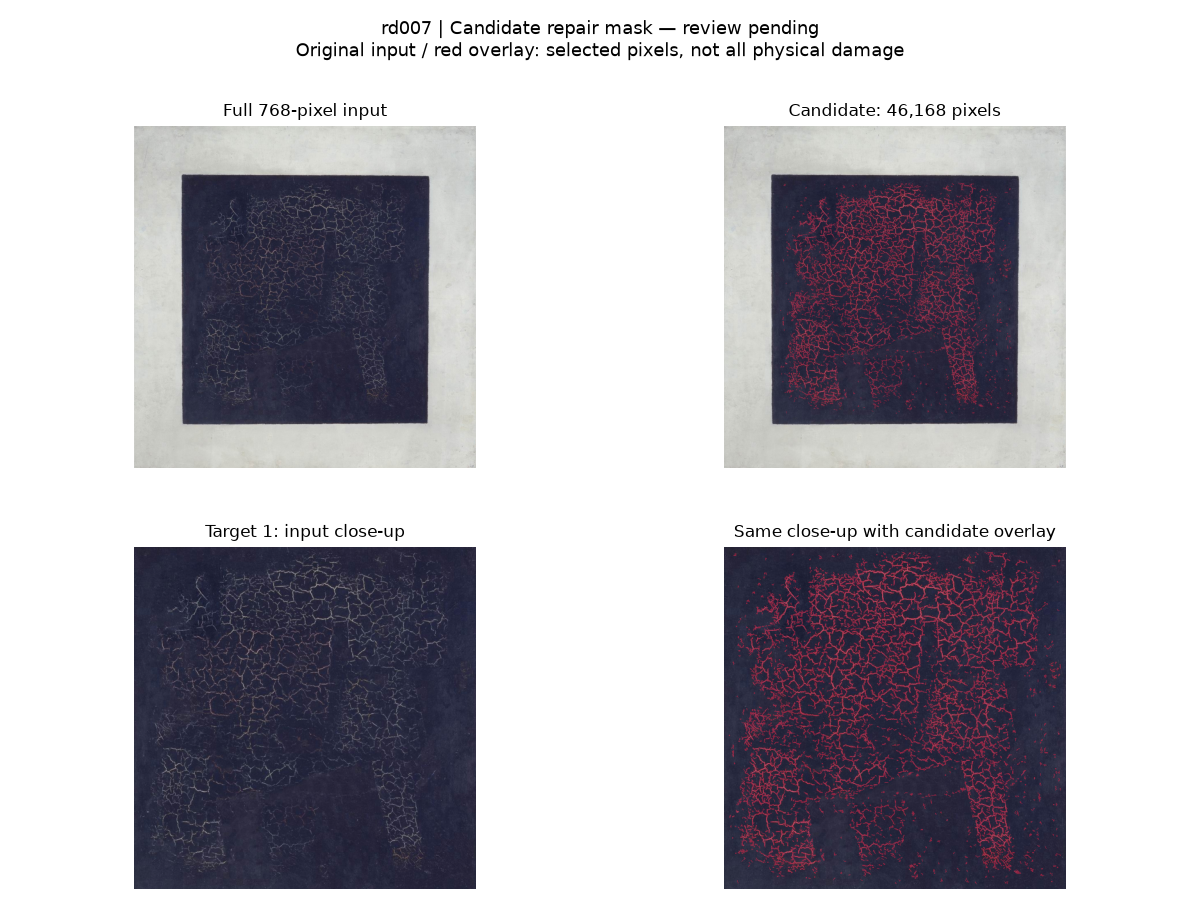 rd007 | Candidate repair mask — review pending
Original input / red overlay: selected pixels, not all physical damage
Full 768-pixel input
Candidate: 46,168 pixels
Target 1: input close-up
Same close-up with candidate overlay